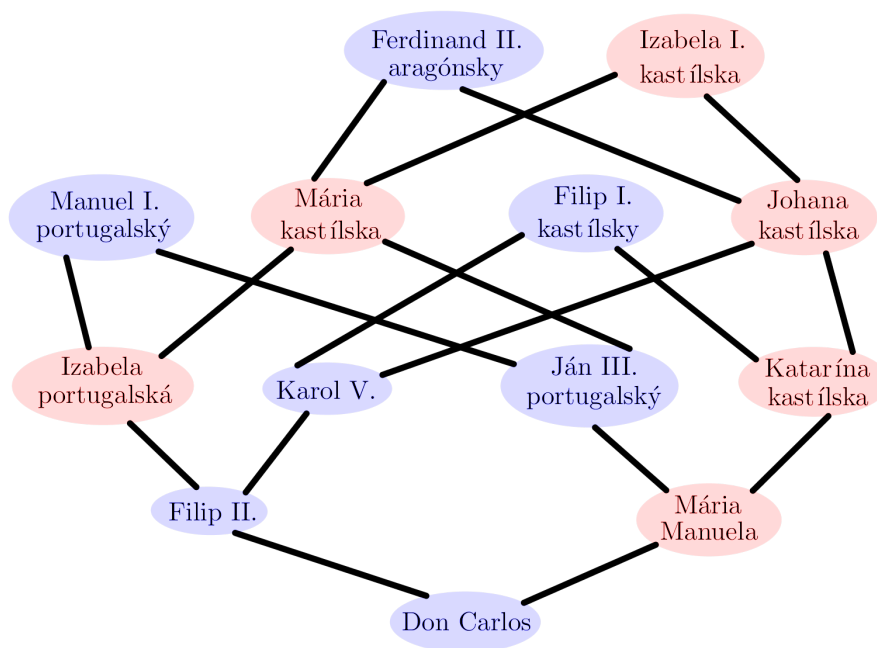 Ferdinand II.
aragónsky
Izabela I.
kastílska
Manuel I.
portugalský
Mária
kastílska
Filip I.
kastílsky
Johana
kastílska
Izabela
portugalská
Karol V.
Ján III.
portugalský
Katarína
kastílska
Filip II.
Mária
Manuela
Don Carlos